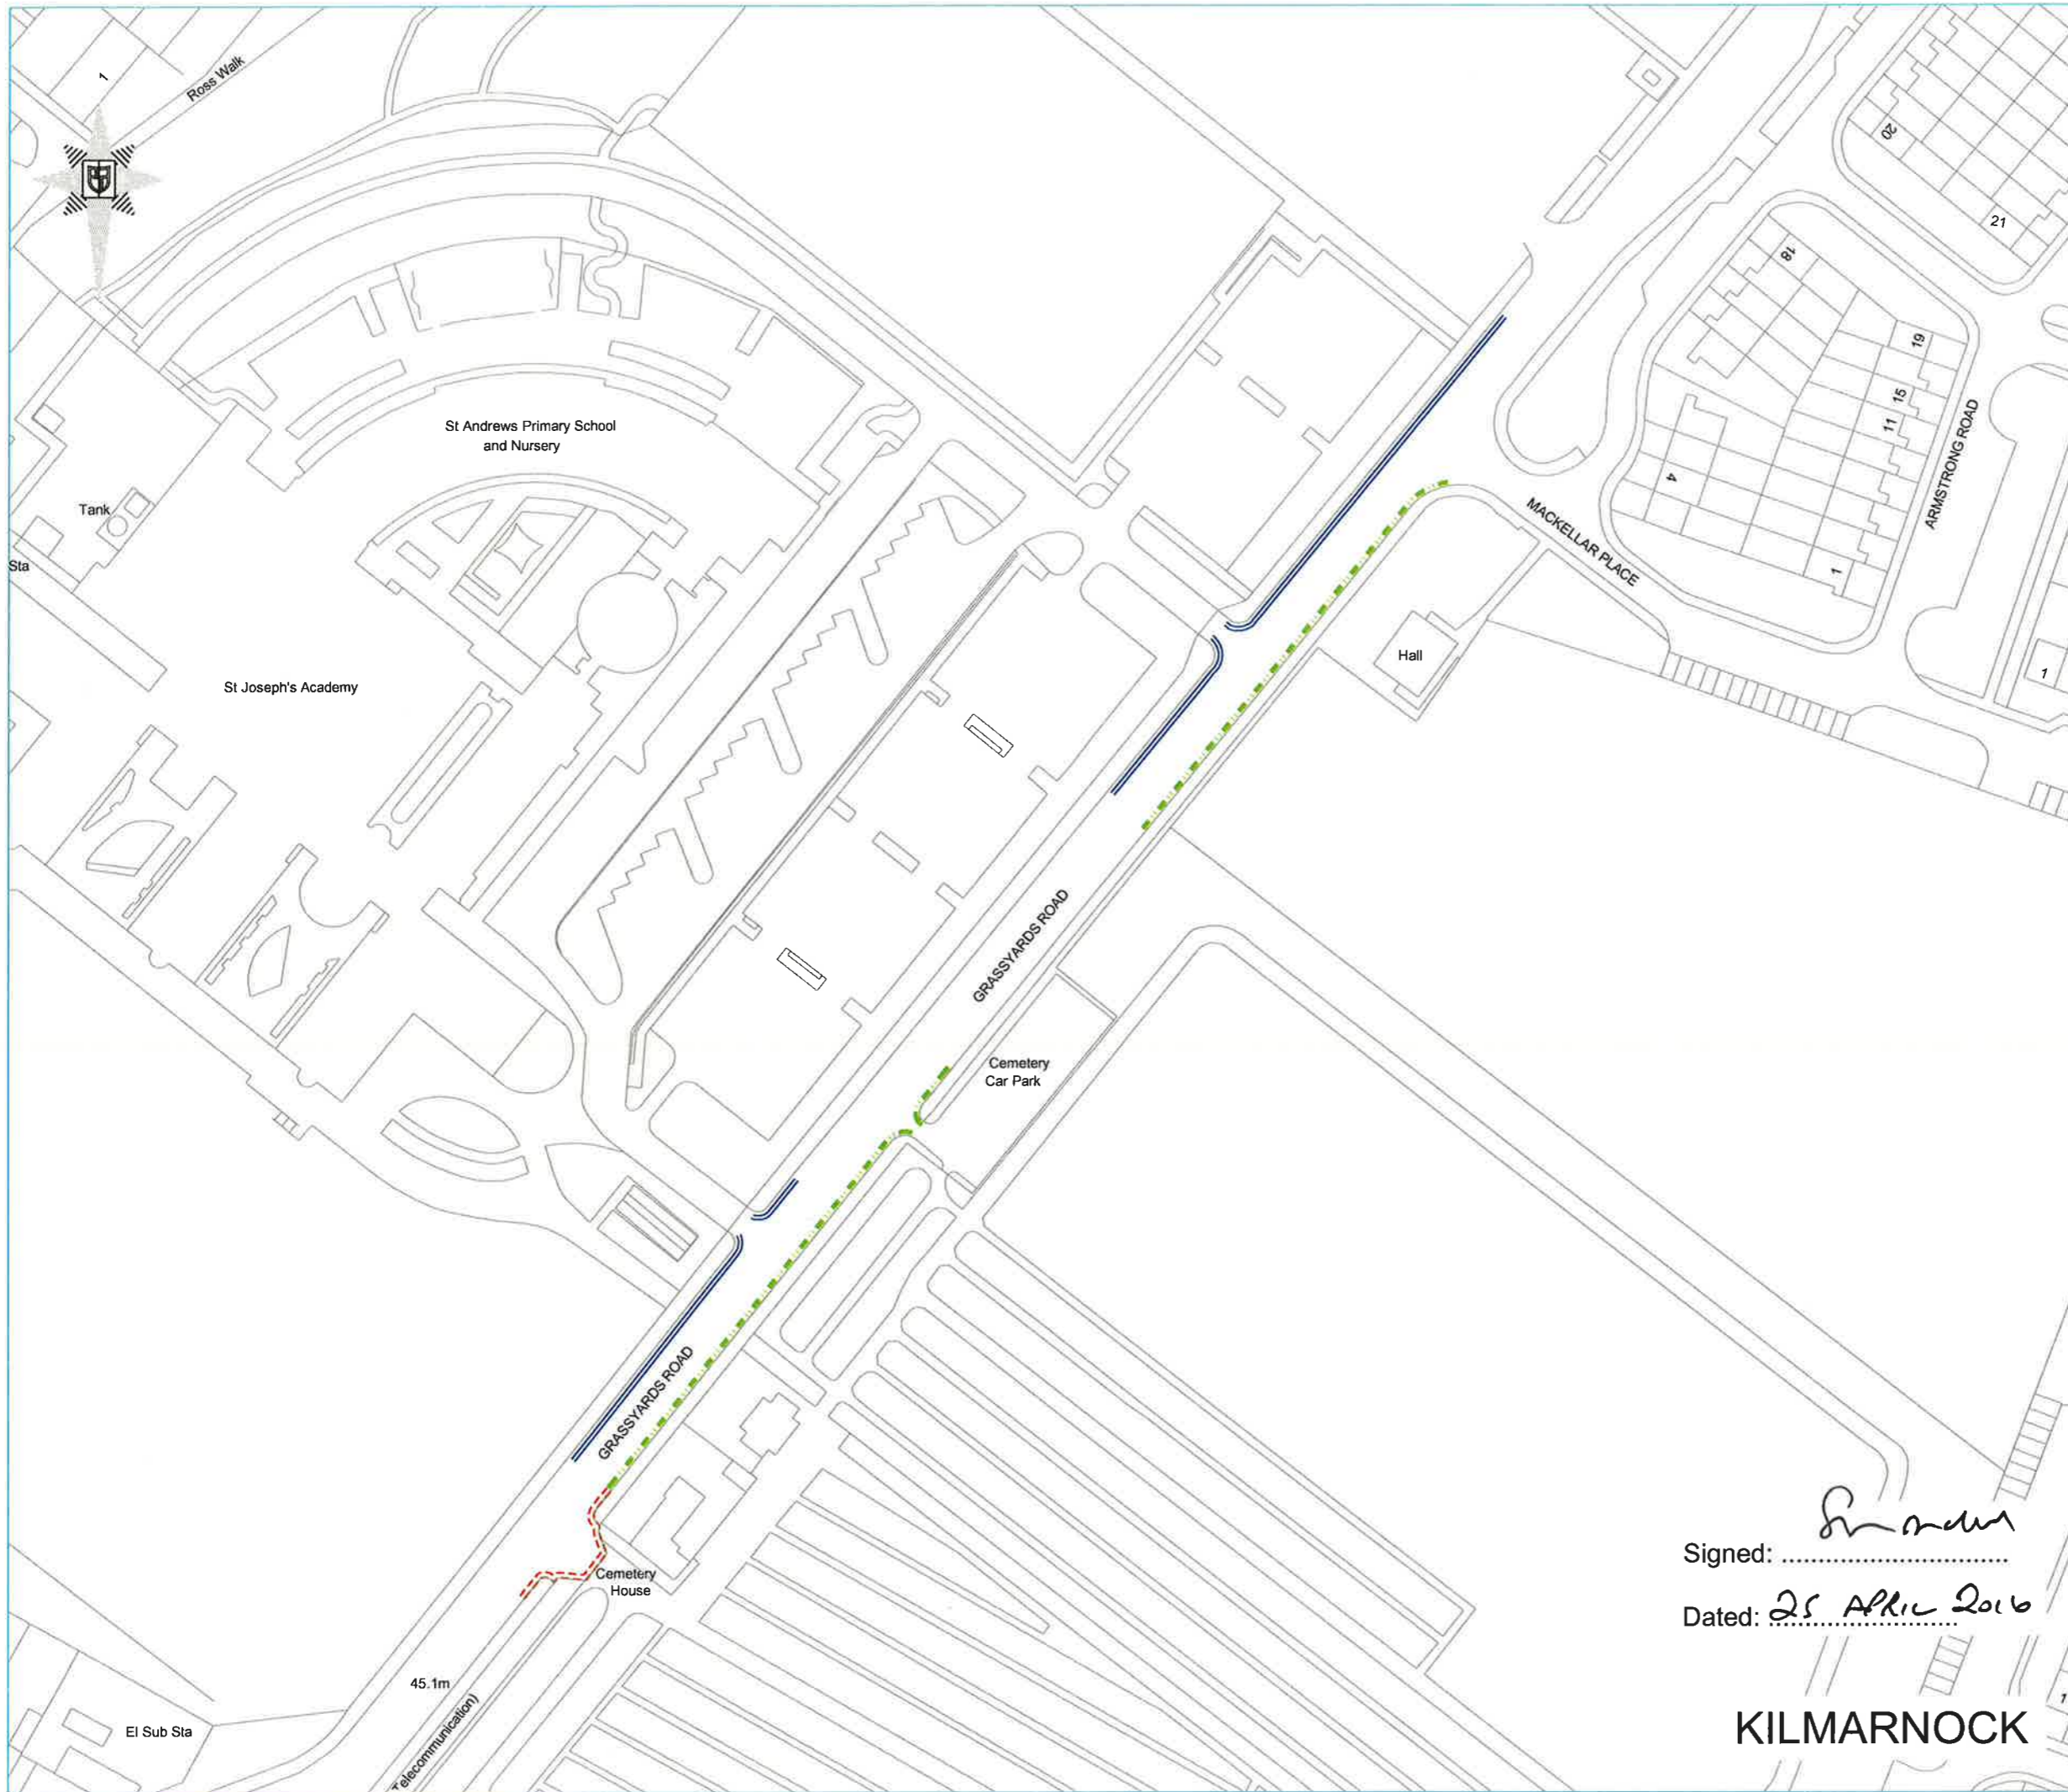 1
Ross Walk
20
21
18
19
15
11
4
1
ARMSTRONG ROAD
MACKELLAR PLACE
St Andrews Primary School
and Nursery
Tank
Sta
St Joseph's Academy
Hall
1
GRASSYARDS ROAD
Cemetery
Car Park
GRASSYARDS ROAD
Cemetery
House
45.1m
El Sub Sta
Telecommunication)
Signed:
Dated: 25 APRIL 2016
1
KILMARNOCK